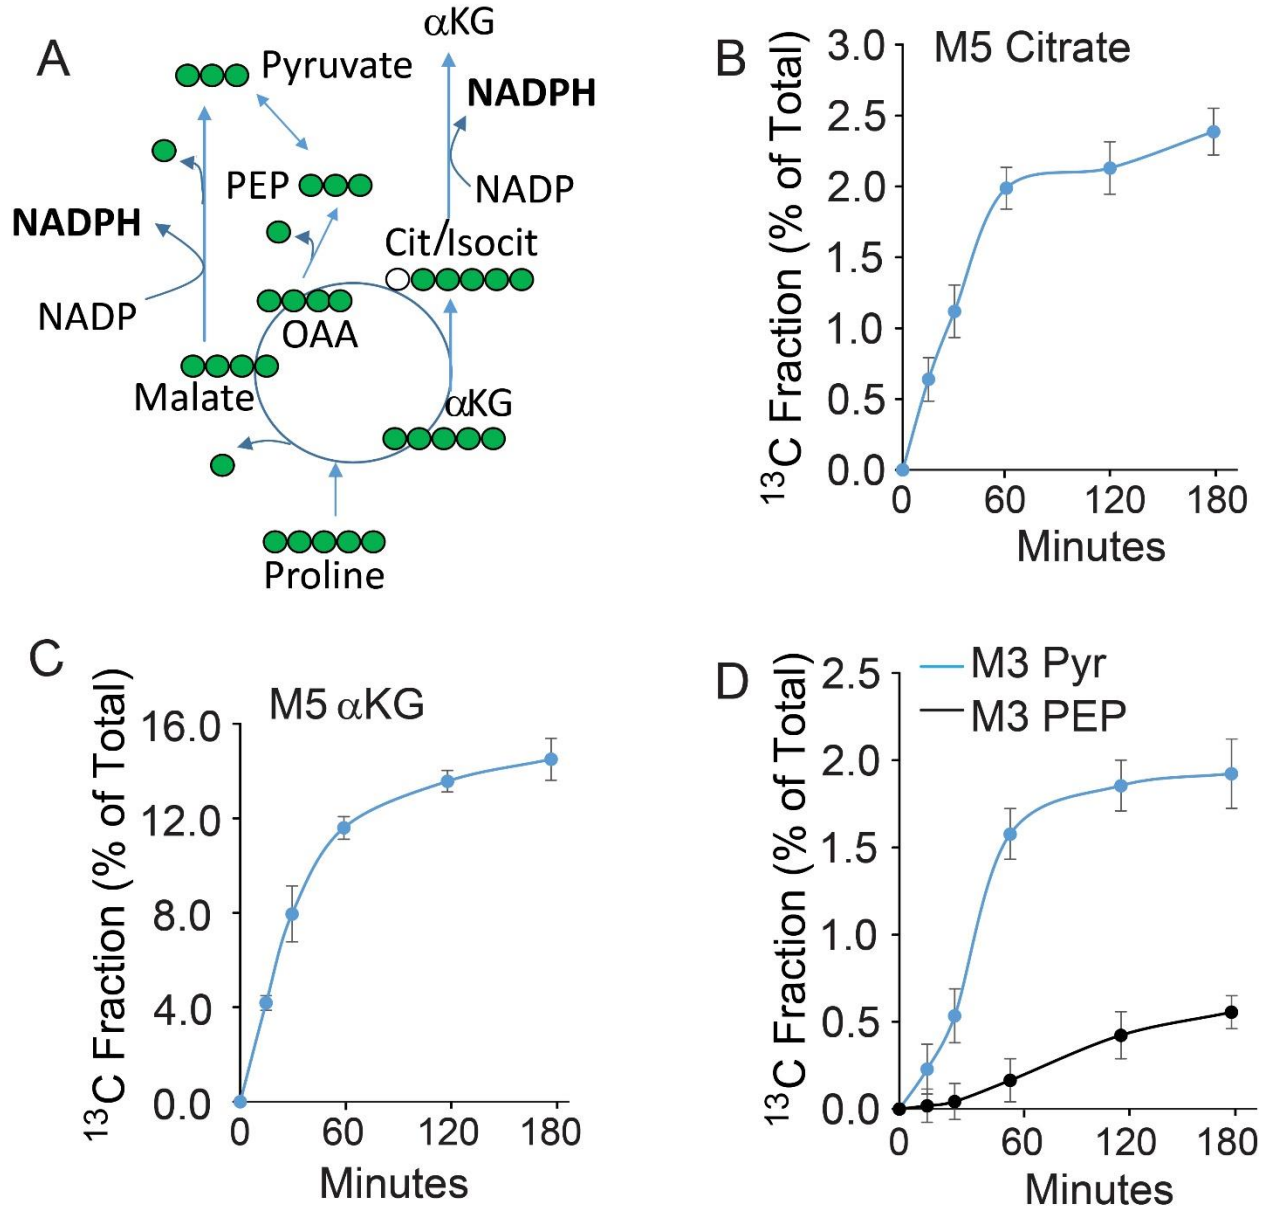 A
αKG
Pyruvate
NADPH
PEP
NADP
NADPH
Cit/Isocit
NADP
OAA
Malate
αKG
Proline
B
M5 Citrate
13C Fraction (% of Total)
3.0
2.5
2.0
1.5
1.0
0.5
0.0
0 60 120 180
Minutes
C
M5 αKG
13C Fraction (% of Total)
16.0
12.0
8.0
4.0
0.0
0 60 120 180
Minutes
D
M3 Pyr
M3 PEP
13C Fraction (% of Total)
2.5
2.0
1.5
1.0
0.5
0.0
0 60 120 180
Minutes